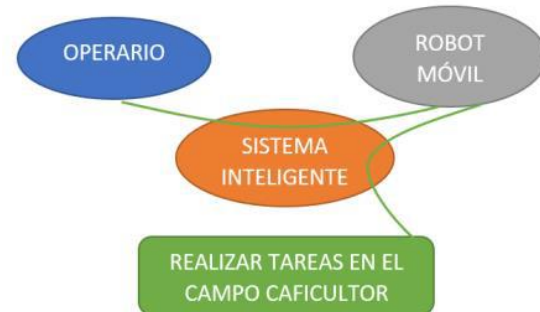 OPERARIO
ROBOT
MÓVIL
SISTEMA
INTELIGENTE
REALIZAR TAREAS EN EL
CAMPO CAFICULTOR